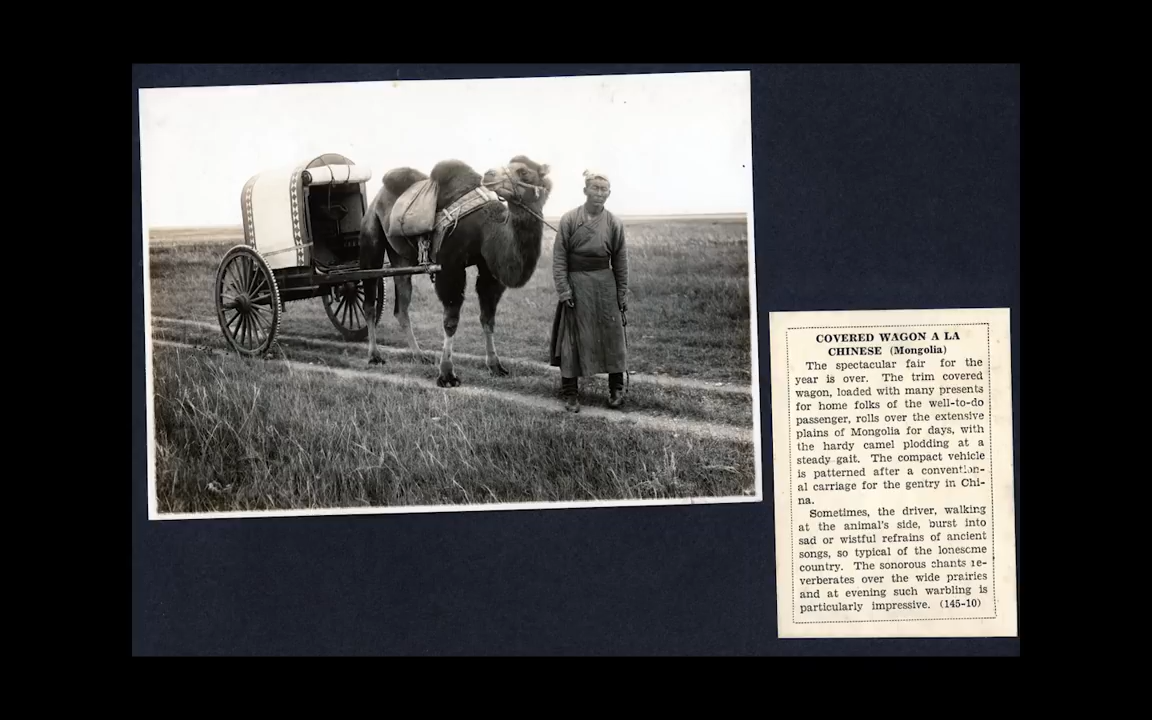 COVERED WAGON A LA
CHINESE (Mongolia)
The spectacular fair for the
year is over. The trim covered
wagon, loaded with many presents
for home folks of the well-to-do
passenger, rolls over the extensive
plains of Mongolia for days, with
the hardy camel plodding at a
steady gait. The compact vehicle
is patterned after a convention-
al carriage for the gentry in Chi-
na.
Sometimes, the driver, walking
at the animal's side, burst into
sad or wistful refrains of ancient
songs, so typical of the lonesome
country. The sonorous chants re-
verberates over the wide prairies
and at evening such warbling is
particularly impressive. (145-10)